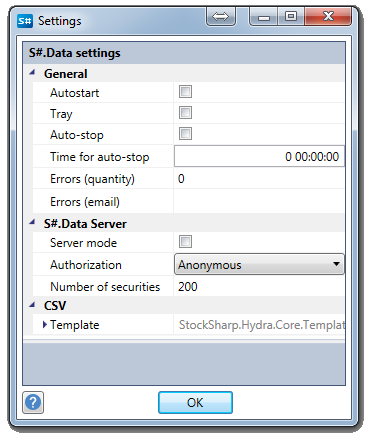 S# Settings
S#.Data settings
General
Autostart
Tray
Auto-stop
Time for auto-stop 0 00:00:00
Errors (quantity) 0
Errors (email)
S#.Data Server
Server mode
Authorization Anonymous
Number of securities 200
CSV
Template StockSharp.Hydra.Core.Templat
? OK